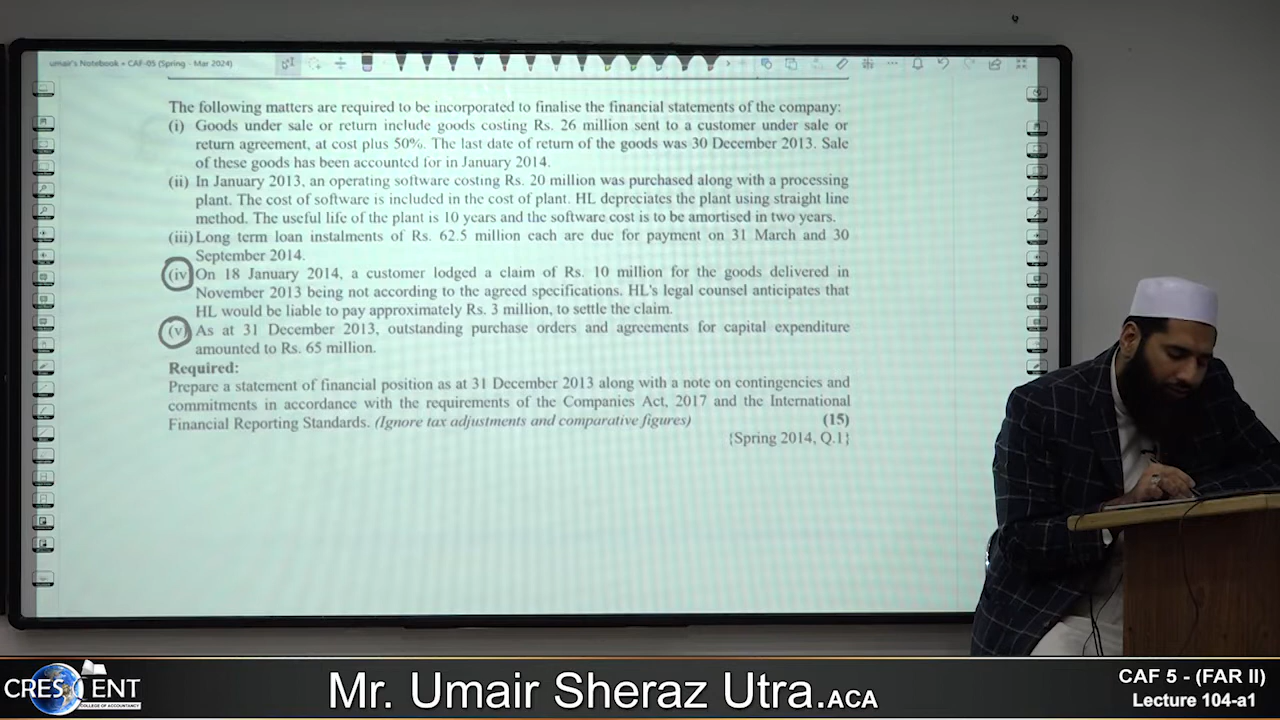 umair's Notebook - CAF-05 (Spring - Mar 2024)
The following matters are required to be incorporated to finalise the financial statements of the company:
(i) Goods under sale or return include goods costing Rs. 26 million sent to a customer under sale or
return agreement, at cost plus 50%. The last date of return of the goods was 30 December 2013. Sale
of these goods has been accounted for in January 2014.
(ii) In January 2013, an operating software costing Rs. 20 million was purchased along with a processing
plant. The cost of software is included in the cost of plant. HL depreciates the plant using straight line
method. The useful life of the plant is 10 years and the software cost is to be amortised in two years.
(iii) Long term loan instalments of Rs. 62.5 million each are due for payment on 31 March and 30
September 2014.
(iv) On 18 January 2014, a customer lodged a claim of Rs. 10 million for the goods delivered in
November 2013 being not according to the agreed specifications. HL's legal counsel anticipates that
HL would be liable to pay approximately Rs. 3 million, to settle the claim.
(v) As at 31 December 2013, outstanding purchase orders and agreements for capital expenditure
amounted to Rs. 65 million.
Required:
Prepare a statement of financial position as at 31 December 2013 along with a note on contingencies and
commitments in accordance with the requirements of the Companies Act, 2017 and the International
Financial Reporting Standards. (Ignore tax adjustments and comparative figures) (15)
{Spring 2014, Q.1}
CRESCENT
COLLEGE OF ACCOUNTANCY
Mr. Umair Sheraz Utra.ACA
CAF 5 - (FAR II)
Lecture 104-a1